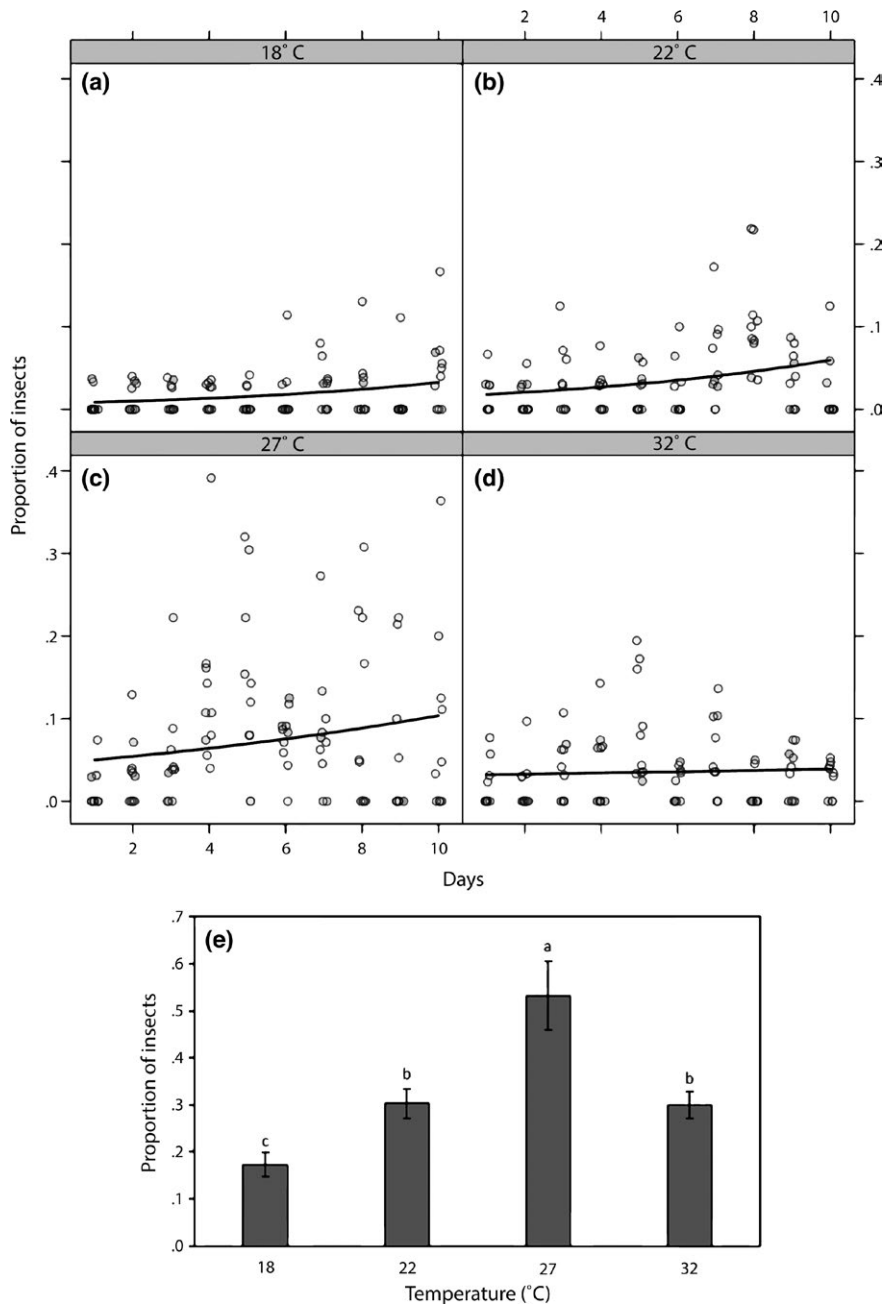 2 4 6 8 10
18° C 22° C
(a) (b)
.4
.3
.2
.1
.0
27° C 32° C
(c) (d)
.4
.3
.2
.1
.0
Proportion of insects
2 4 6 8 10
Days
(e)
.7
.6
.5
.4
.3
.2
.1
.0
c b a b
18 22 27 32
Proportion of insects
Temperature (°C)